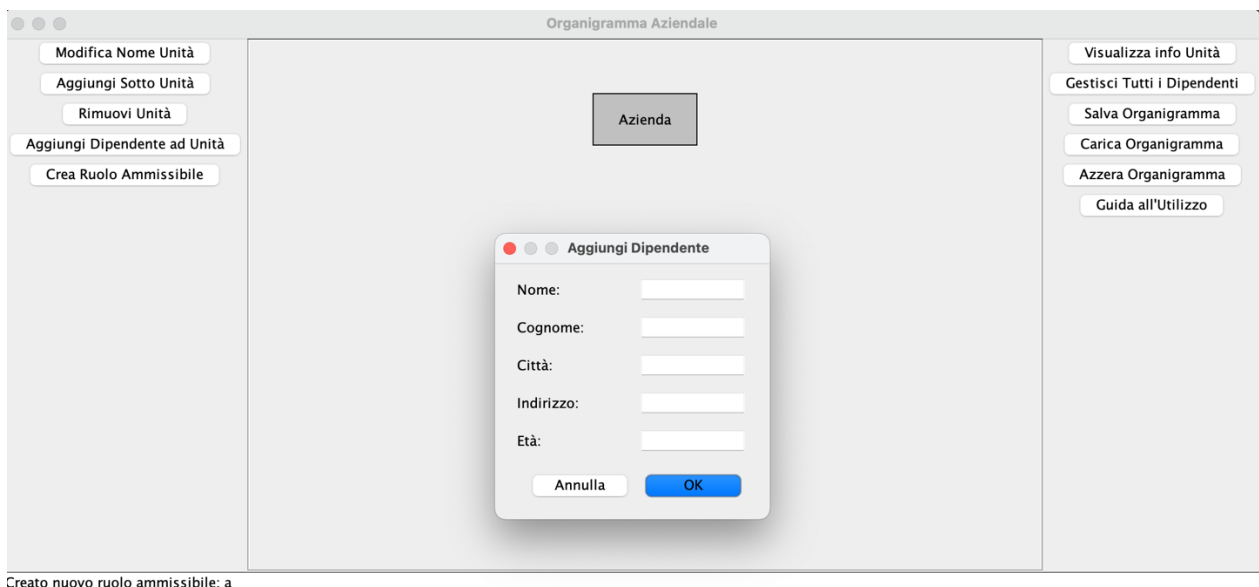 Organigramma Aziendale
Modifica Nome Unità
Aggiungi Sotto Unità
Rimuovi Unità
Aggiungi Dipendente ad Unità
Crea Ruolo Ammissibile
Azienda
Visualizza info Unità
Gestisci Tutti i Dipendenti
Salva Organigramma
Carica Organigramma
Azzera Organigramma
Guida all'Utilizzo
Aggiungi Dipendente
Nome:
Cognome:
Città:
Indirizzo:
Età:
Annulla OK
Creato nuovo ruolo ammissibile: a